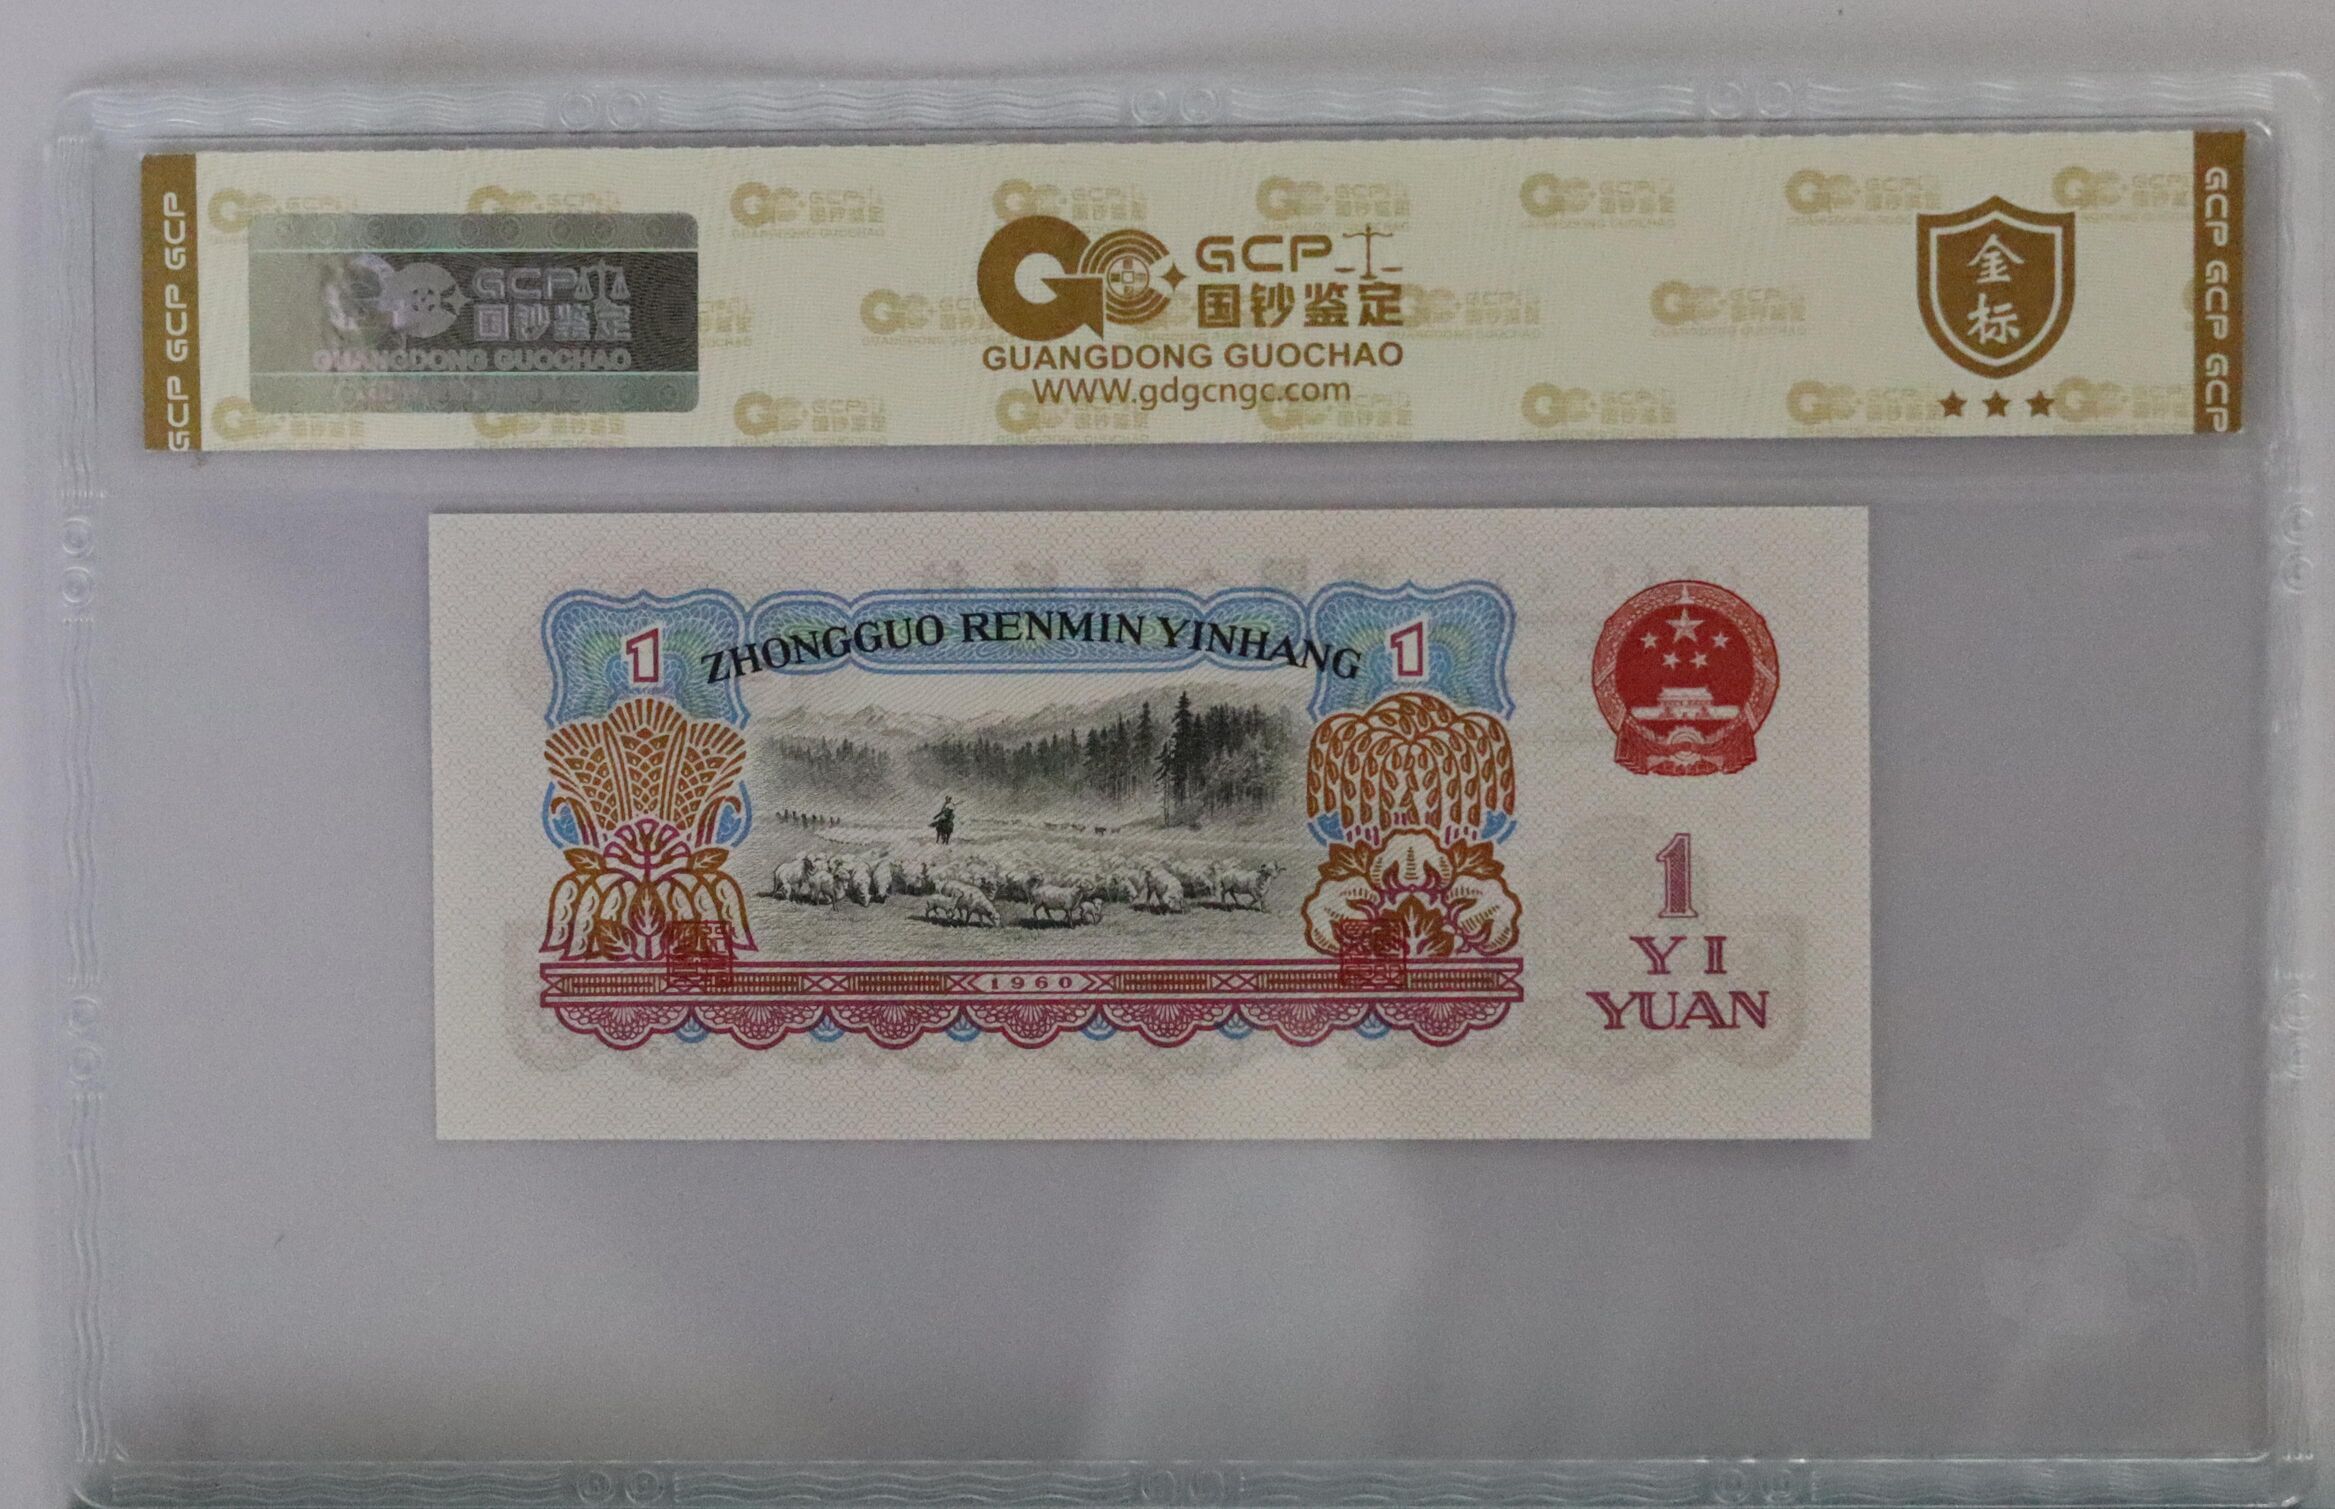 GCP GCP GCP
GCP
国钞鉴定
GUANGDONG GUOCHAO
GCP
国钞鉴定
GUANGDONG GUOCHAO
WWW.gdgcngc.com
金
标
GCP GCP GCP
1
ZHONGGUO RENMIN YINHANG
1
1
YI
YUAN
1960